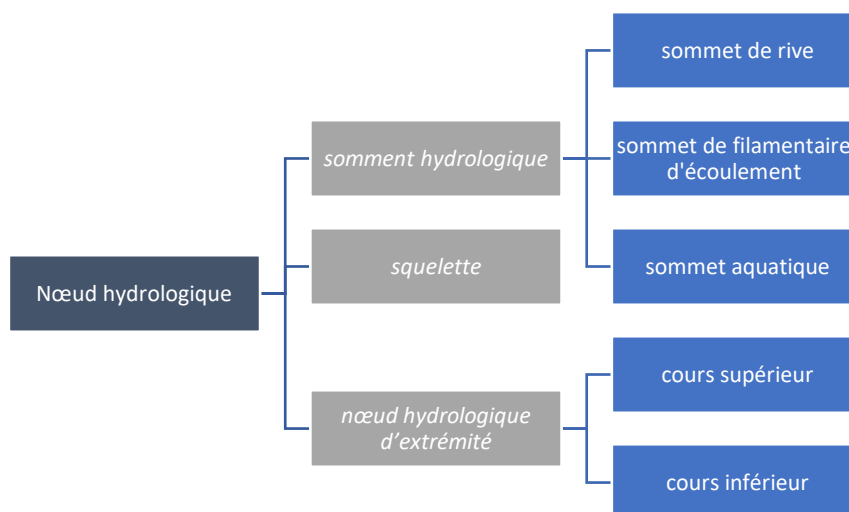 sommet de rive
somment hydrologique
sommet de filamentaire
d'écoulement
squelette
sommet aquatique
Nœud hydrologique
cours supérieur
nœud hydrologique
d’extrémité
cours inférieur